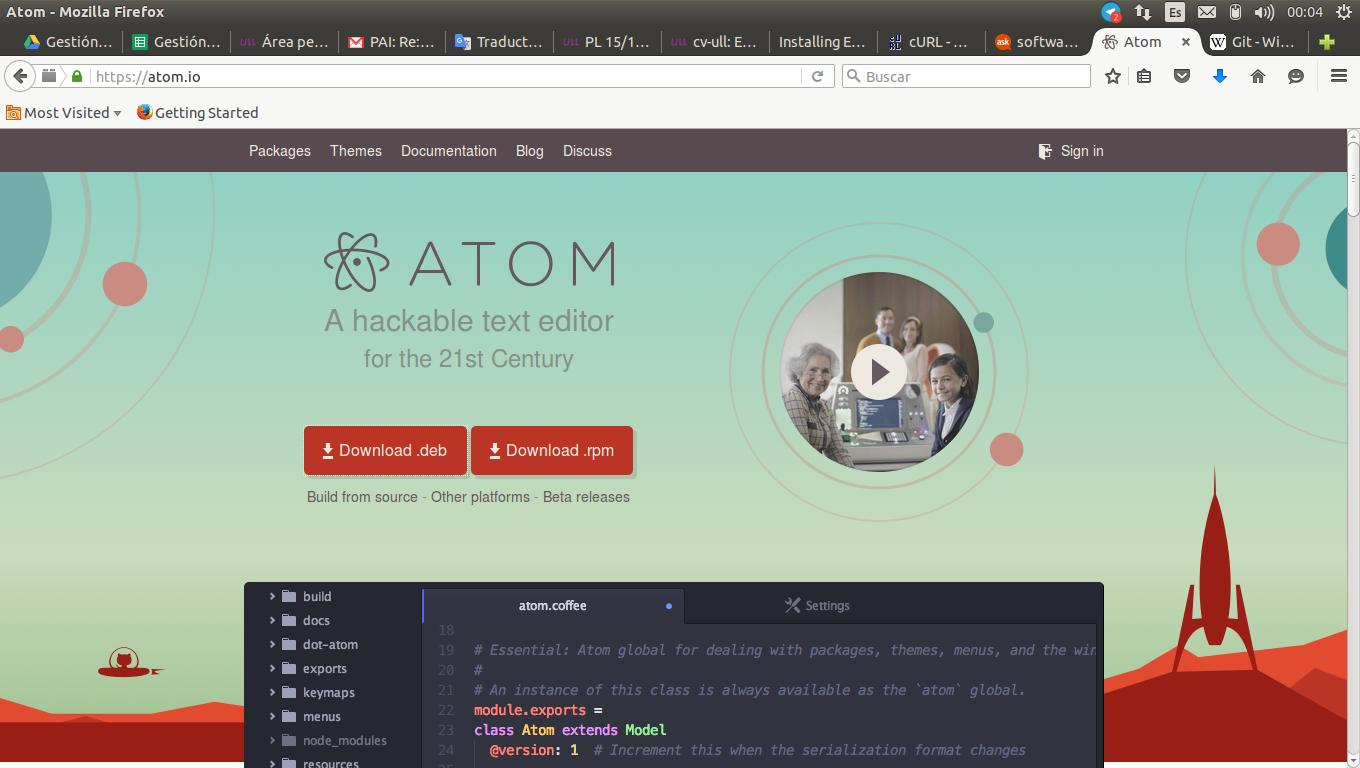 Atom - Mozilla Firefox
2
Es
00:04
Gestión...
Gestión...
ULL Área pe...
PAI: Re:...
Traduct...
ULL PL 15/1...
ULL cv-ull: E...
Installing E...
cURL - ...
ask softwa...
Atom
W Git - Wi...
https://atom.io
Buscar
Most Visited
Getting Started
Packages Themes Documentation Blog Discuss
Sign in
ATOM
A hackable text editor
for the 21st Century
Download .deb
Download .rpm
Build from source - Other platforms - Beta releases
build
docs
dot-atom
exports
keymaps
menus
node_modules
resources
atom.coffee
Settings
18
19 # Essential: Atom global for dealing with packages, themes, menus, and the win
20 #
21 # An instance of this class is always available as the `atom` global.
22 module.exports =
23 class Atom extends Model
24 @version: 1 # Increment this when the serialization format changes